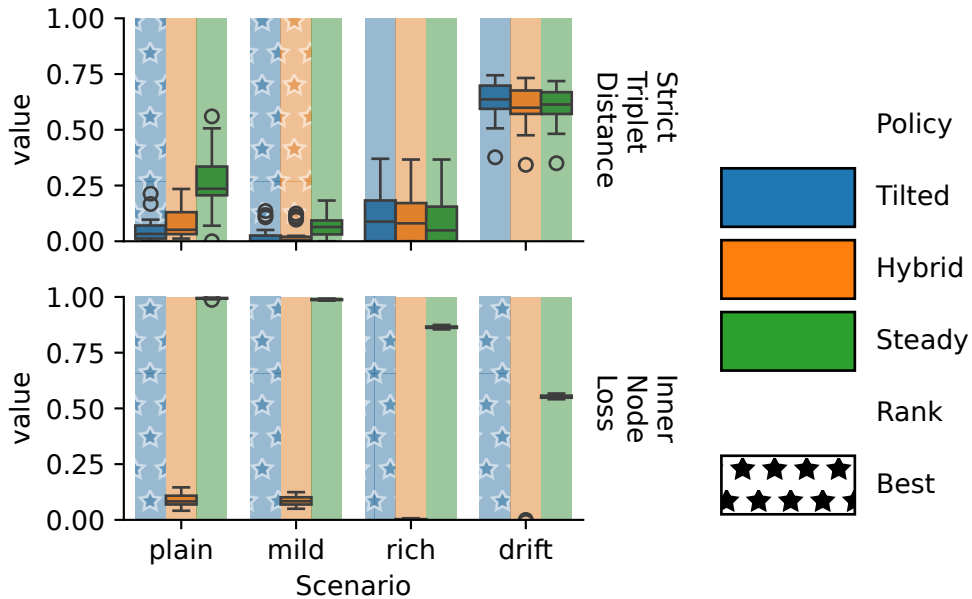 1.00
0.75
0.50
0.25
0.00
value
Strict
Triplet
Distance
1.00
0.75
0.50
0.25
0.00
value
Inner
Node
Loss
plain
mild
rich
drift
Scenario
Policy
Tilted
Hybrid
Steady
Rank
Best